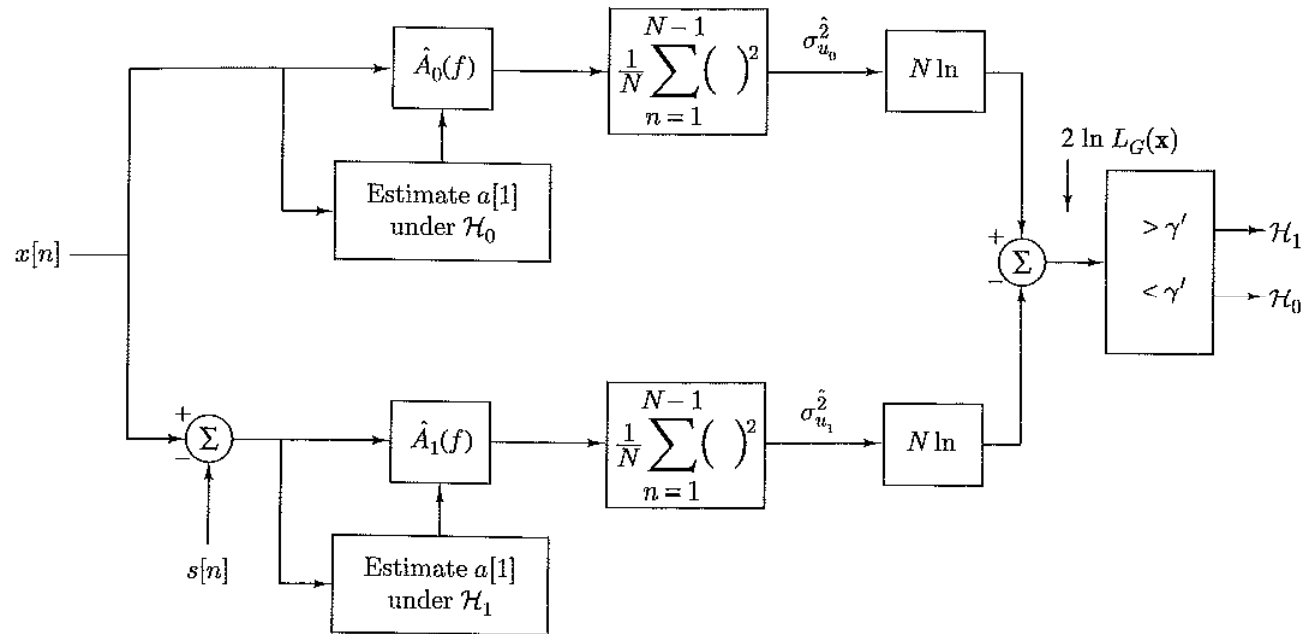 Â₀(f)
1/N ∑_{n=1}^{N−1} ( )²
σ̂²_{u₀}
N ln
2 ln L_G(x)
Estimate a[1]
under ℋ₀
x[n]
+
−
Σ
> γ′
< γ′
ℋ₁
ℋ₀
+
−
Σ
s[n]
Â₁(f)
1/N ∑_{n=1}^{N−1} ( )²
σ̂²_{u₁}
N ln
Estimate a[1]
under ℋ₁